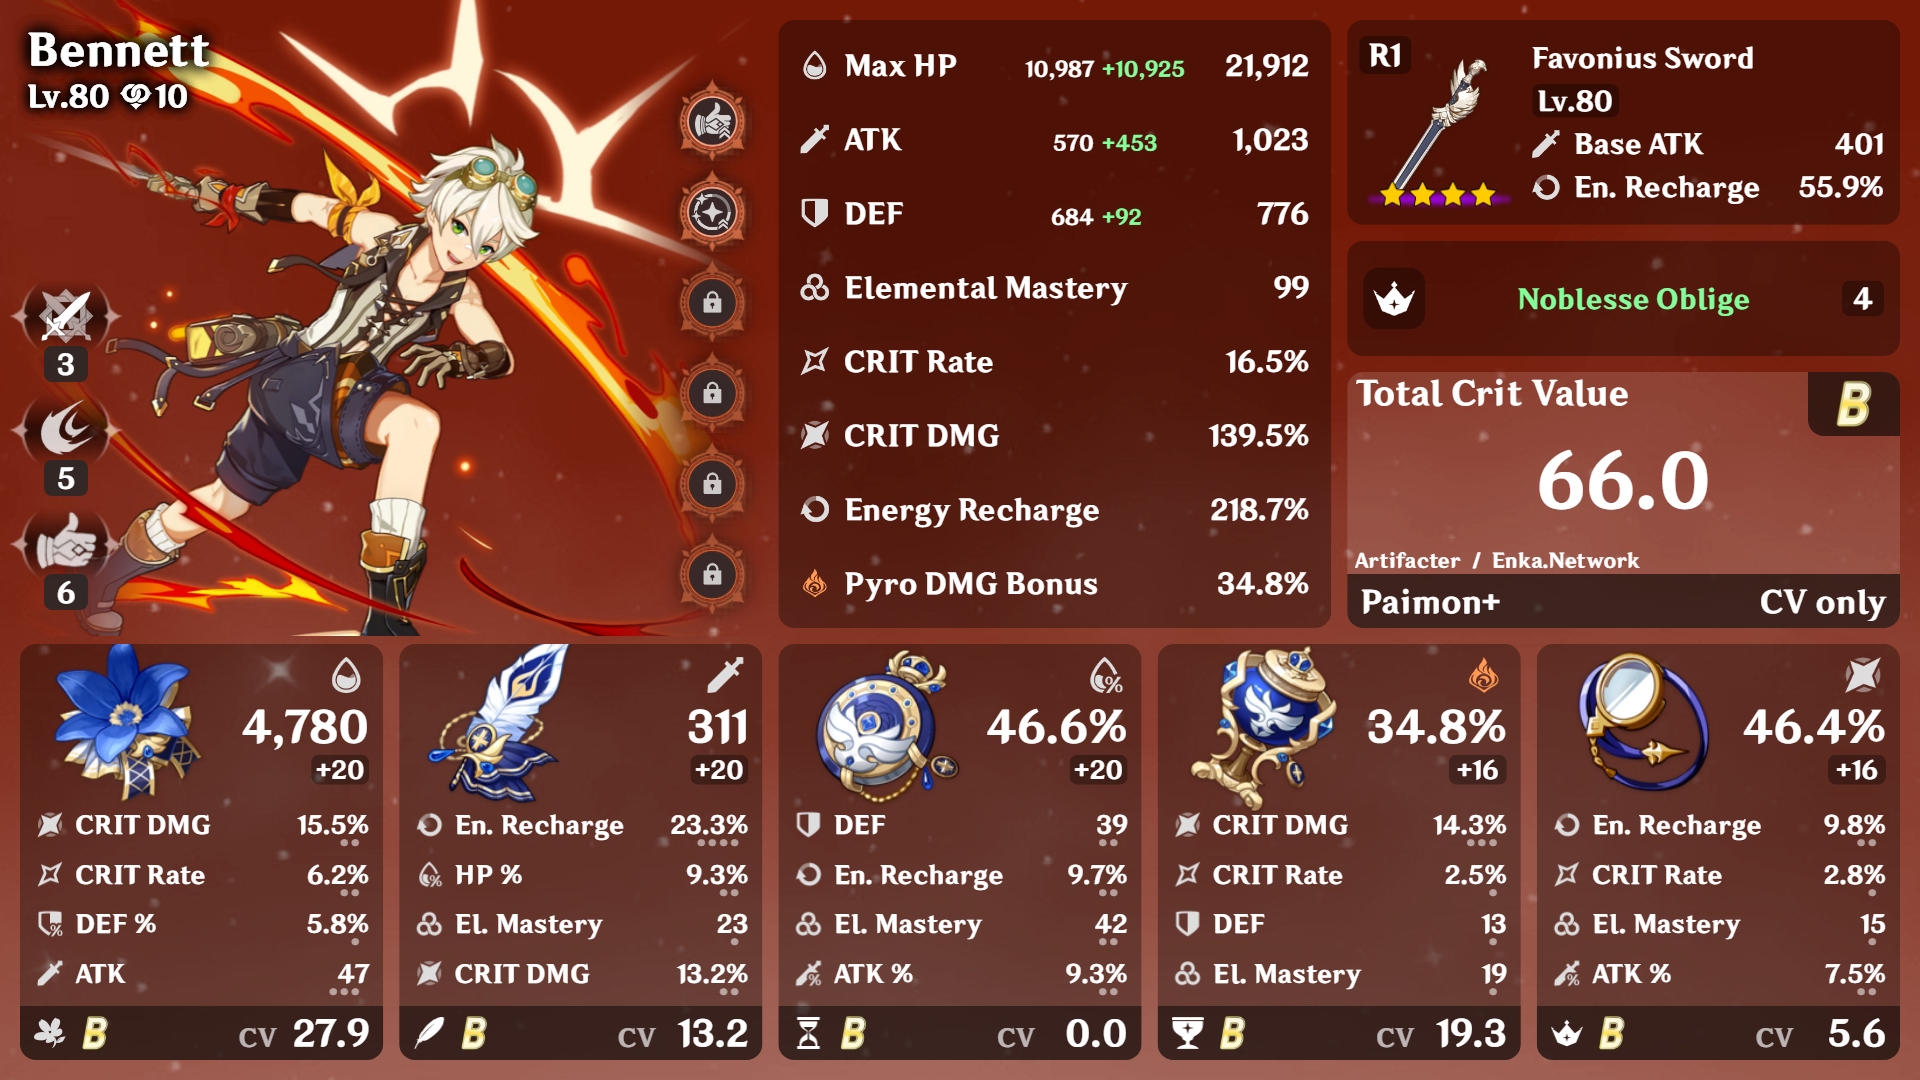 Bennett
Lv.80 10
3
5
6
Max HP 10,987 +10,925 21,912
ATK 570 +453 1,023
DEF 684 +92 776
Elemental Mastery 99
CRIT Rate 16.5%
CRIT DMG 139.5%
Energy Recharge 218.7%
Pyro DMG Bonus 34.8%
R1
Favonius Sword
Lv.80
Base ATK 401
En. Recharge 55.9%
Noblesse Oblige 4
Total Crit Value B
66.0
Artifacter / Enka.Network
Paimon+ CV only
4,780
+20
CRIT DMG 15.5%
CRIT Rate 6.2%
DEF % 5.8%
ATK 47
B CV 27.9
311
+20
En. Recharge 23.3%
HP % 9.3%
El. Mastery 23
CRIT DMG 13.2%
B CV 13.2
%
46.6%
+20
DEF 39
En. Recharge 9.7%
El. Mastery 42
ATK % 9.3%
B CV 0.0
34.8%
+16
CRIT DMG 14.3%
CRIT Rate 2.5%
DEF 13
El. Mastery 19
B CV 19.3
46.4%
+16
En. Recharge 9.8%
CRIT Rate 2.8%
El. Mastery 15
ATK % 7.5%
B CV 5.6